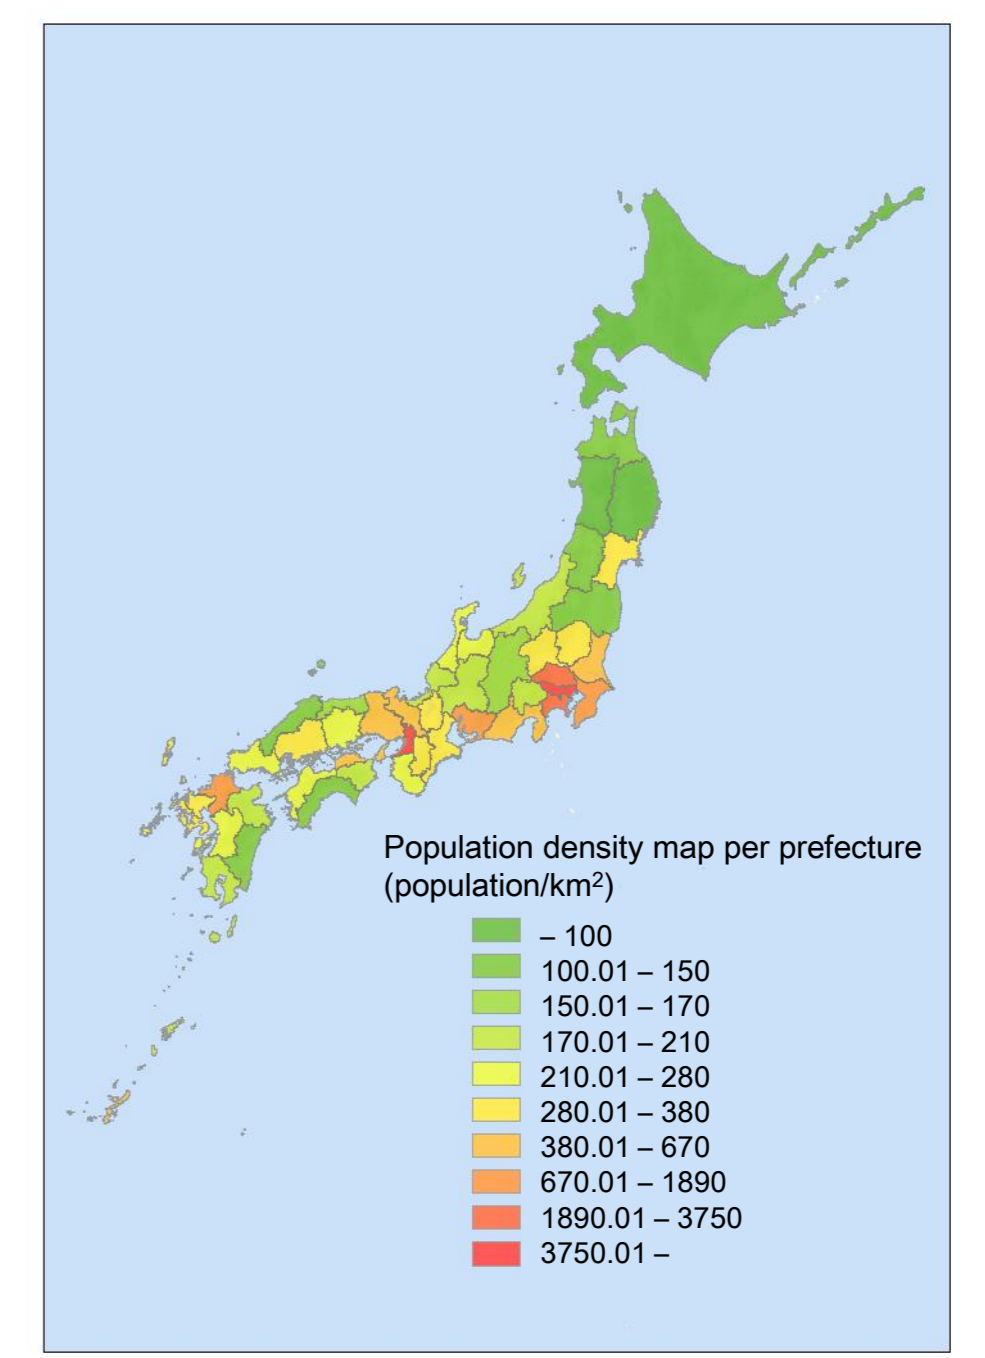 Population density map per prefecture
(population/km²)
– 100
100.01 – 150
150.01 – 170
170.01 – 210
210.01 – 280
280.01 – 380
380.01 – 670
670.01 – 1890
1890.01 – 3750
3750.01 –